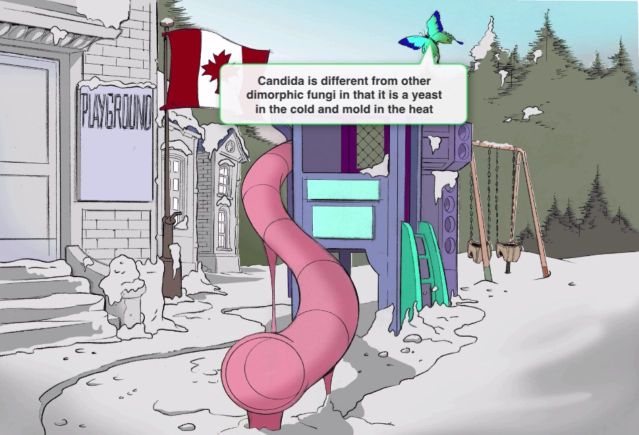 Candida is different from other
dimorphic fungi in that it is a yeast
in the cold and mold in the heat
PLAYGROUND